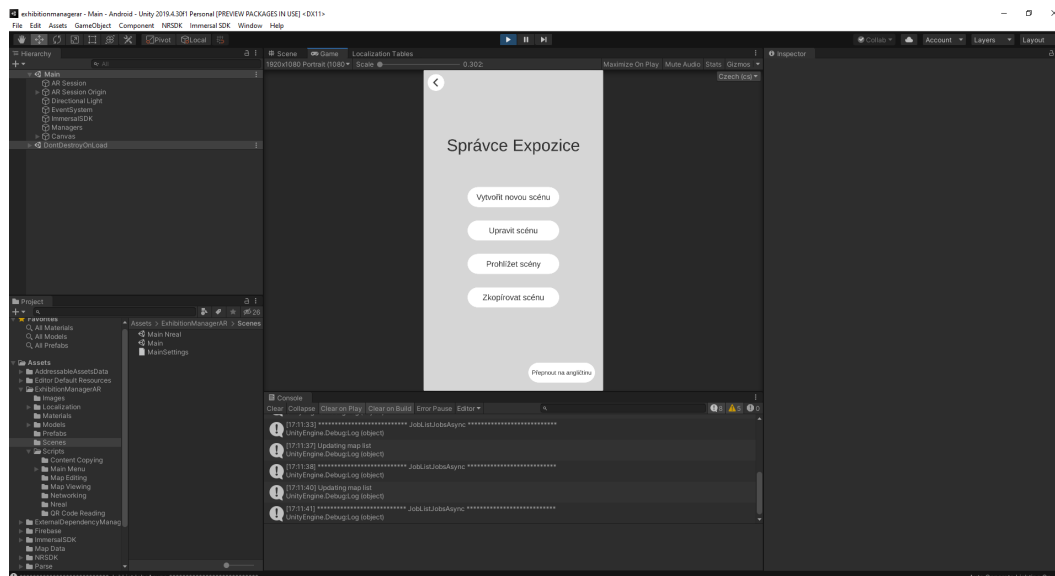 exhibitionmanagerar - Main - Android - Unity 2019.4.30f1 Personal [PREVIEW PACKAGES IN USE] <DX11>
File Edit Assets GameObject Component NRSDK Immersal SDK Window Help
Pivot Local Collab Account Layers Layout
Hierarchy
All
Main
AR Session
AR Session Origin
Directional Light
EventSystem
ImmersalSDK
Managers
Canvas
DontDestroyOnLoad
Scene Game Localization Tables
1920x1080 Portrait (1080 Scale 0.302: Maximize On Play Mute Audio Stats Gizmos
Czech (cs)
Správce Expozice
Vytvořit novou scénu
Upravit scénu
Prohlížet scény
Zkopírovat scénu
Přepnout na angličtinu
Inspector
Project
26
Favorites
All Materials
All Models
All Prefabs
Assets
AddressableAssetsData
Editor Default Resources
ExhibitionManagerAR
Images
Localization
Materials
Models
Prefabs
Scenes
Scripts
Content Copying
Main Menu
Map Editing
Map Viewing
Networking
Nreal
QR Code Reading
ExternalDependencyManag
Firebase
ImmersalSDK
Map Data
NRSDK
Parse
Assets > ExhibitionManagerAR > Scenes
Main Nreal
Main
MainSettings
Console
Clear Collapse Clear on Play Clear on Build Error Pause Editor 8 5 0
[17:11:33] *************************** JobListJobsAsync ***************************
UnityEngine.Debug:Log (object)
[17:11:37] Updating map list
UnityEngine.Debug:Log (object)
[17:11:38] *************************** JobListJobsAsync ***************************
UnityEngine.Debug:Log (object)
[17:11:40] Updating map list
UnityEngine.Debug:Log (object)
[17:11:41] *************************** JobListJobsAsync ***************************
UnityEngine.Debug:Log (object)